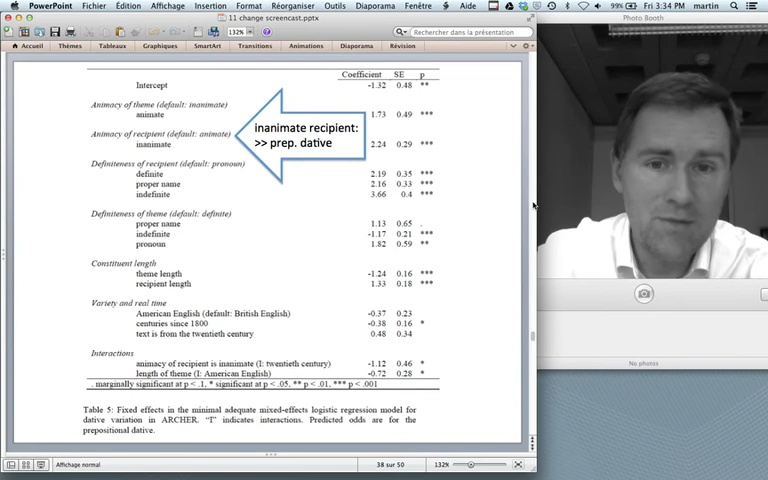 PowerPoint Fichier Édition Affichage Insertion Format Réorganiser Outils Diaporama Fenêtre Aide 99% Fri 3:34 PM martin
11 change screencast.pptx
Photo Booth
132% Rechercher dans la présentation
Accueil Thèmes Tableaux Graphiques SmartArt Transitions Animations Diaporama Révision
Coefficient SE p
Intercept -1.32 0.48 **
Animacy of theme (default: inanimate)
animate 1.73 0.49 ***
Animacy of recipient (default: animate)
inanimate 2.24 0.29 ***
inanimate recipient:
>> prep. dative
Definiteness of recipient (default: pronoun)
definite 2.19 0.35 ***
proper name 2.16 0.33 ***
indefinite 3.66 0.4 ***
Definiteness of theme (default: definite)
proper name 1.13 0.65 .
indefinite -1.17 0.21 ***
pronoun 1.82 0.59 **
Constituent length
theme length -1.24 0.16 ***
recipient length 1.33 0.18 ***
Variety and real time
American English (default: British English) -0.37 0.23
centuries since 1800 -0.38 0.16 *
text is from the twentieth century 0.48 0.34
Interactions
animacy of recipient is inanimate (I: twentieth century) -1.12 0.46 *
length of theme (I: American English) -0.72 0.28 *
. marginally significant at p < .1, * significant at p < .05, ** p < .01, *** p < .001
Table 5: Fixed effects in the minimal adequate mixed-effects logistic regression model for
dative variation in ARCHER. “I” indicates interactions. Predicted odds are for the
prepositional dative.
No photos
Affichage normal 38 sur 50 132%